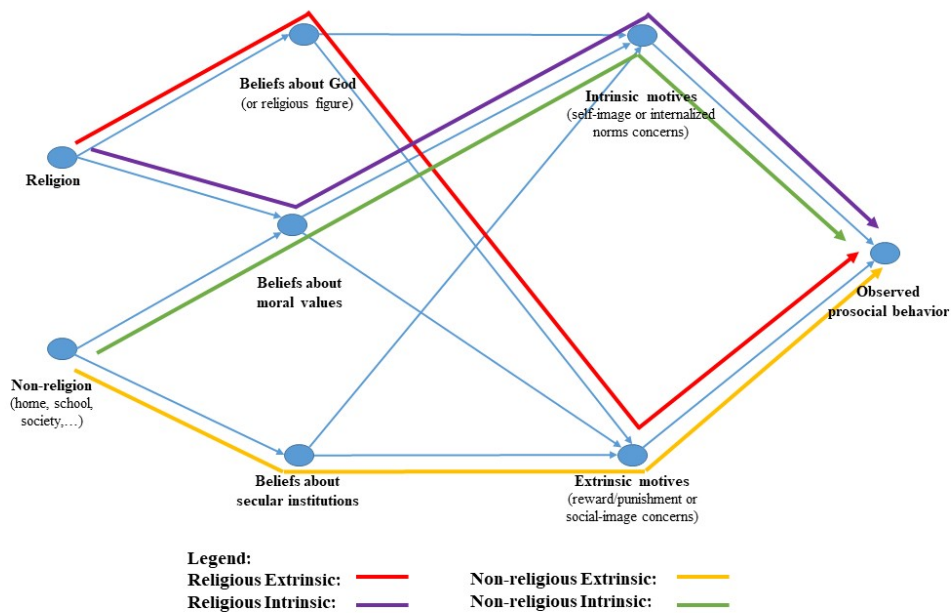 Beliefs about God
(or religious figure)
Intrinsic motives
(self-image or internalized
norms concerns)
Religion
Beliefs about
moral values
Observed
prosocial behavior
Non-religion
(home, school,
society,...)
Beliefs about
secular institutions
Extrinsic motives
(reward/punishment or
social-image concerns)
Legend:
Religious Extrinsic:
Non-religious Extrinsic:
Religious Intrinsic:
Non-religious Intrinsic: